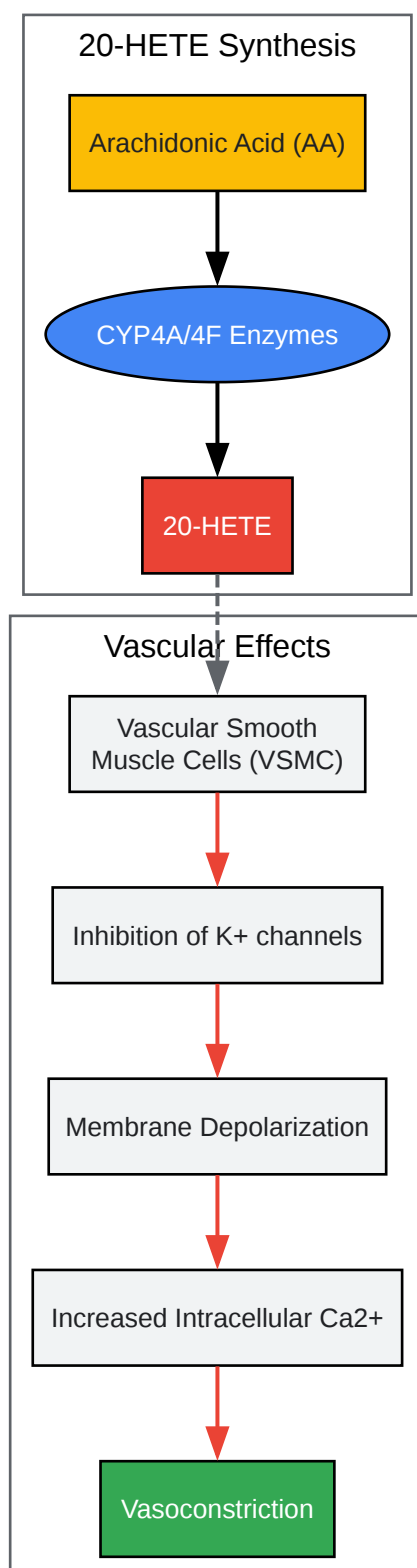 20-HETE Synthesis
Arachidonic Acid (AA)
CYP4A/4F Enzymes
20-HETE
Vascular Effects
Vascular Smooth
Muscle Cells (VSMC)
Inhibition of K+ channels
Membrane Depolarization
Increased Intracellular Ca2+
Vasoconstriction